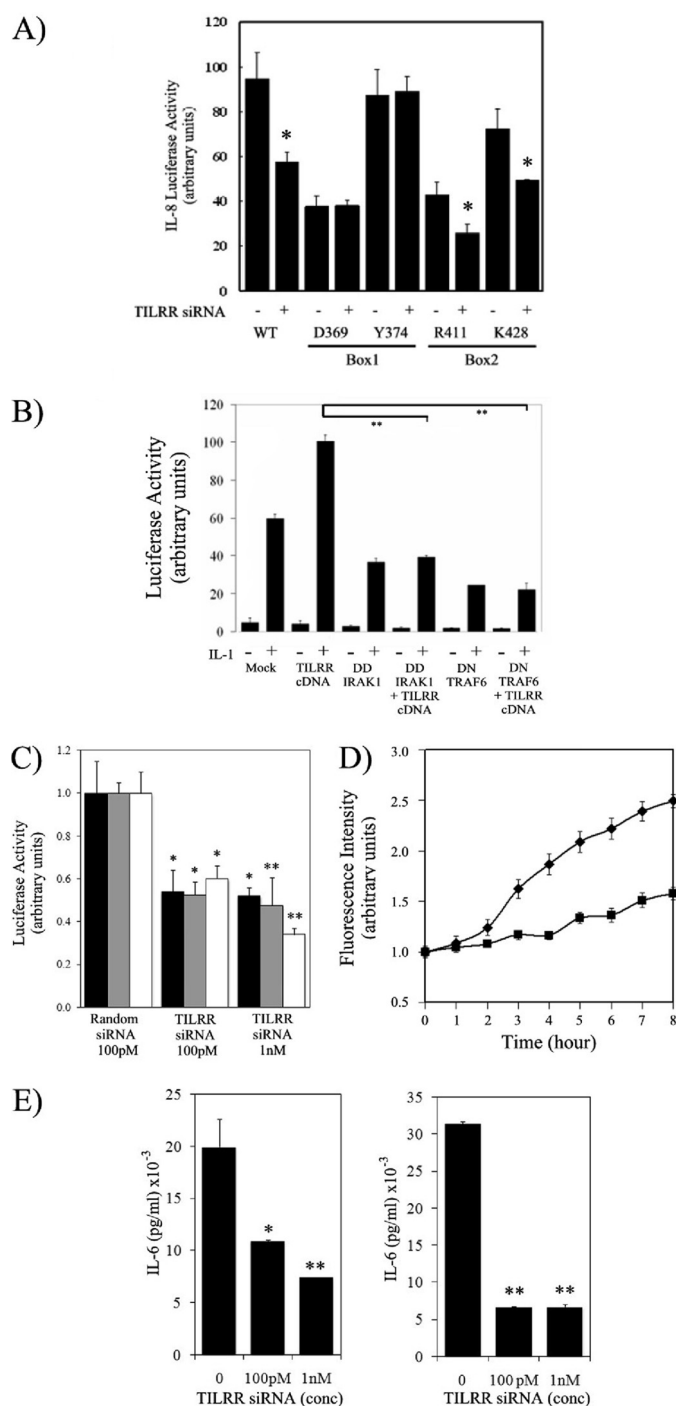 A)
IL-8 Luciferase Activity
(arbitrary units)
120
100
80
60
40
20
0
*
*
*
TILRR siRNA
- + - + - + - + - +
WT D369 Y374 R411 K428
Box1 Box2
B)
Luciferase Activity
(arbitrary units)
120
100
80
60
40
20
0
**
**
IL-1
- + - + - + - + - + - +
Mock TILRR DD DD DN DN
cDNA IRAK1 IRAK1 TRAF6 TRAF6
+ TILRR + TILRR
cDNA cDNA
C)
Luciferase Activity
(arbitrary units)
1.2
1.0
0.8
0.6
0.4
0.2
0.0
* * * * ** **
Random TILRR TILRR
siRNA siRNA siRNA
100pM 100pM 1nM
D)
Fluorescence Intensity
(arbitrary units)
3.0
2.5
2.0
1.5
1.0
0.5
0 1 2 3 4 5 6 7 8
Time (hour)
E)
IL-6 (pg/ml) x10-3
25
20
15
10
5
0
*
**
0 100pM 1nM
TILRR siRNA (conc)
IL-6 (pg/ml) x10-3
35
30
25
20
15
10
5
0
** **
0 100 pM 1nM
TILRR siRNA (conc)